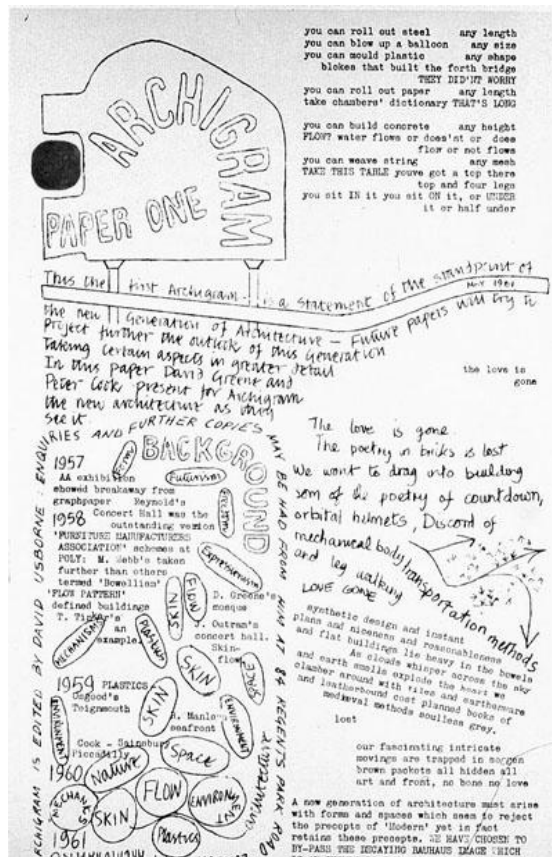 ARCHIGRAM
PAPER ONE
you can roll out steel any length
you can blow up a balloon any size
you can mould plastic any shape
blokes that built the forth bridge
THEY DID'NT WORRY
you can roll out paper any length
take chambers' dictionary THAT'S LONG
you can build concrete any height
FLOW? water flows or does'nt or does
flow or not flows
you can weave string any mesh
TAKE THIS TABLE youve got a top there
top and four legs
you sit IN it you sit ON it, or UNDER
it or half under
This the first Archigram - is a statement of the standpoint of
the new Generation of Architecture - Future papers will try to
Project further the outlook of this Generation
Taking Certain aspects in greater detail
In this paper David Greene and
Peter Cook present for Archigram
the new architecture as they
see it.
the love is
gone
ARCHIGRAM IS EDITED BY DAVID USBORNE : ENQUIRIES AND FURTHER COPIES MAY BE HAD FROM HIM AT 84 REGENTS PARK ROAD
BACKGROUND
Form
Futurism
1957
AA exhibition
showed breakaway from
graphpaper Reynold's
1958 Concert Hall was the
outstanding version
'FURNITURE MANUFACTURERS
ASSOCIATION' schemes at
POLY: M. Webb's taken
further than others
termed 'Bowellism'
Expressionism
'FLOW PATTERN'
defined buildings
SKIN
FLOW
D. Greene's
mosque
an
example
J. Outram's
concert hall.
Skin-
flow
MECHANISMS
SKIN
SPACE
1959 PLASTICS-
Osgood's
Teignmouth
SKIN
ENVIRONMENT
ENVIRONMENT
seafront
Cook - Sainsbury
Piccadilly
1960
Nature
Space
FLOW
ENVIRONMENT
SKIN
Plastics
1961
The love is gone.
The poetry in bricks is lost
We want to drag into building
som of the poetry of countdown,
orbital helmets, Discord of
mechanical body transportation methods
and leg walking
LOVE GONE
synthetic design and instant
plans and niceness and reasonableness
and flat buildings lie heavy in the bowels
As clouds whisper across the sky
and earth smells explode the heart we
clamber around with tiles and earthenware
and leatherbound cost planned books of
medieval methods soulless grey.
lost
our fascinating intricate
movings are trapped in soggen
brown packets all hidden all
art and front, no bone no love
A new generation of architecture must arise
with forms and spaces which seem to reject
the precepts of 'Modern' yet in fact
retains these precepts. WE HAVE CHOSEN TO
BY-PASS THE DECAYING BAUHAUS IMAGE WHICH